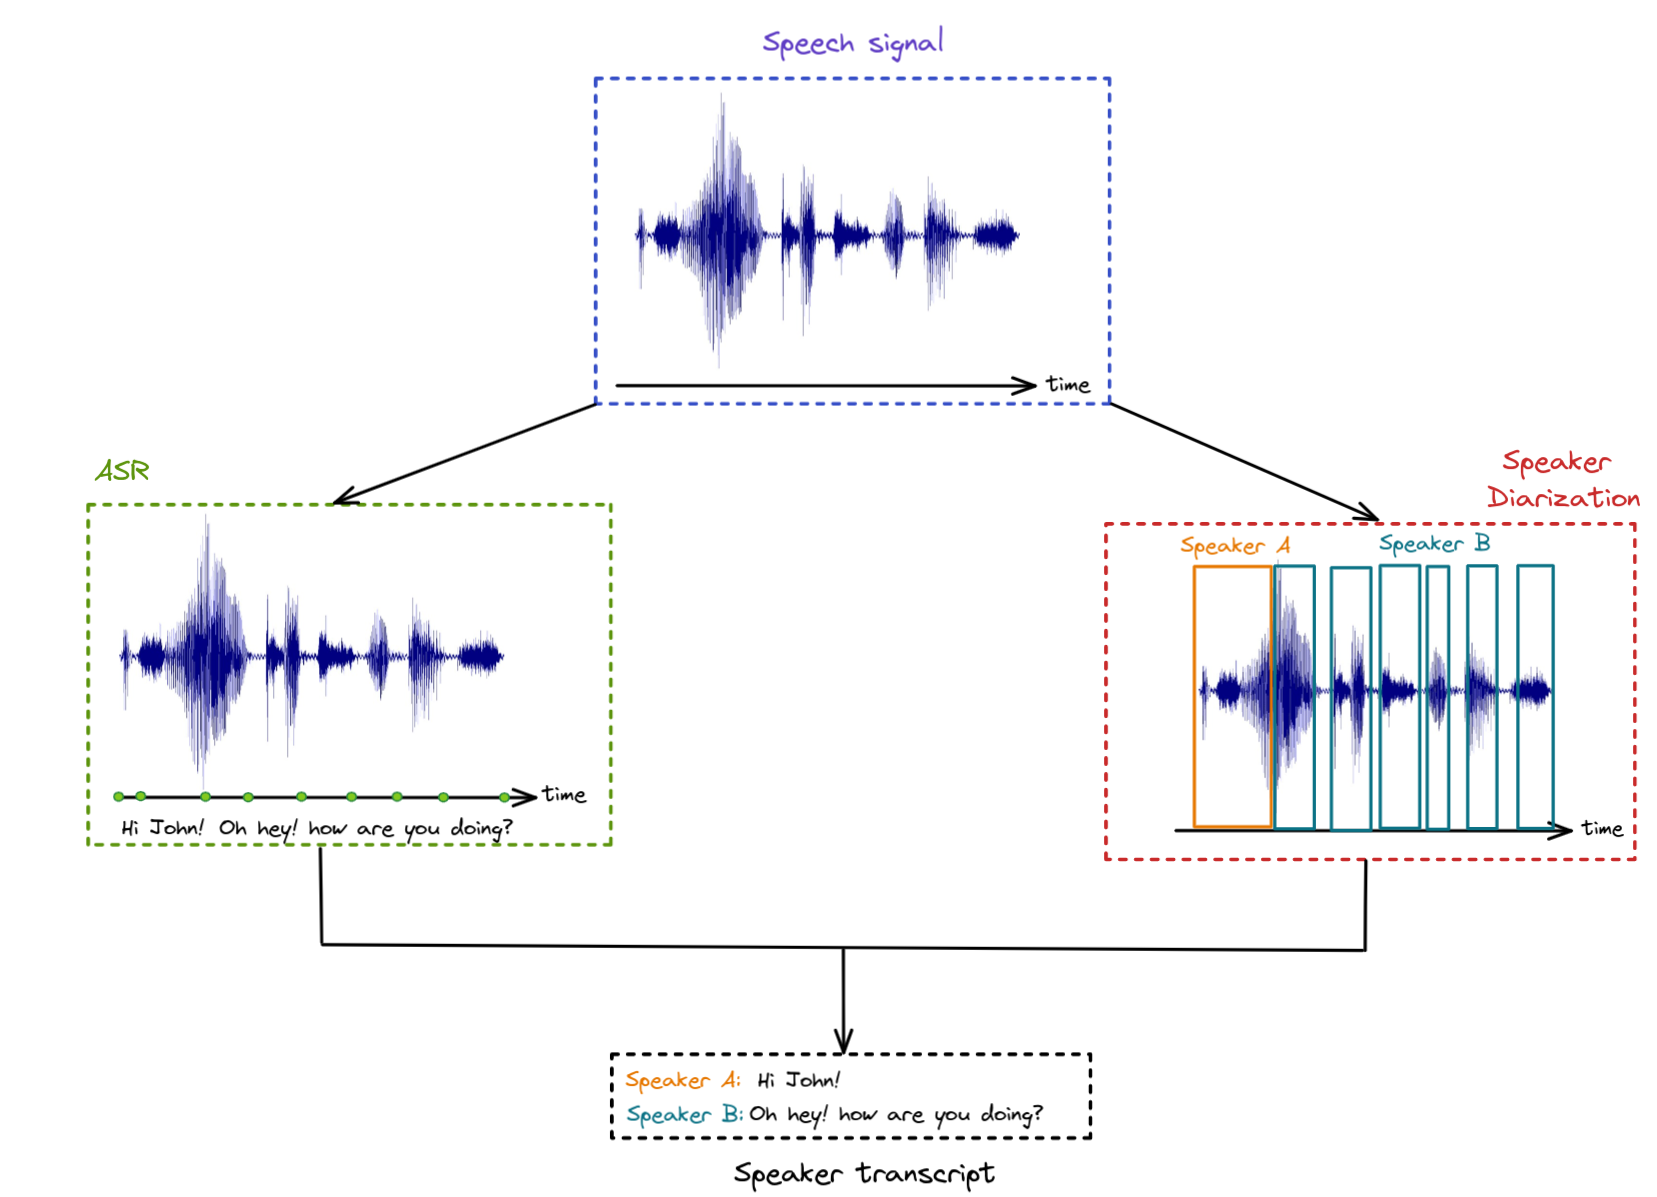 Speech signal
time
ASR
time
Hi John! Oh hey! how are you doing?
Speaker
Diarization
Speaker A
Speaker B
time
Speaker A: Hi John!
Speaker B: Oh hey! how are you doing?
Speaker transcript